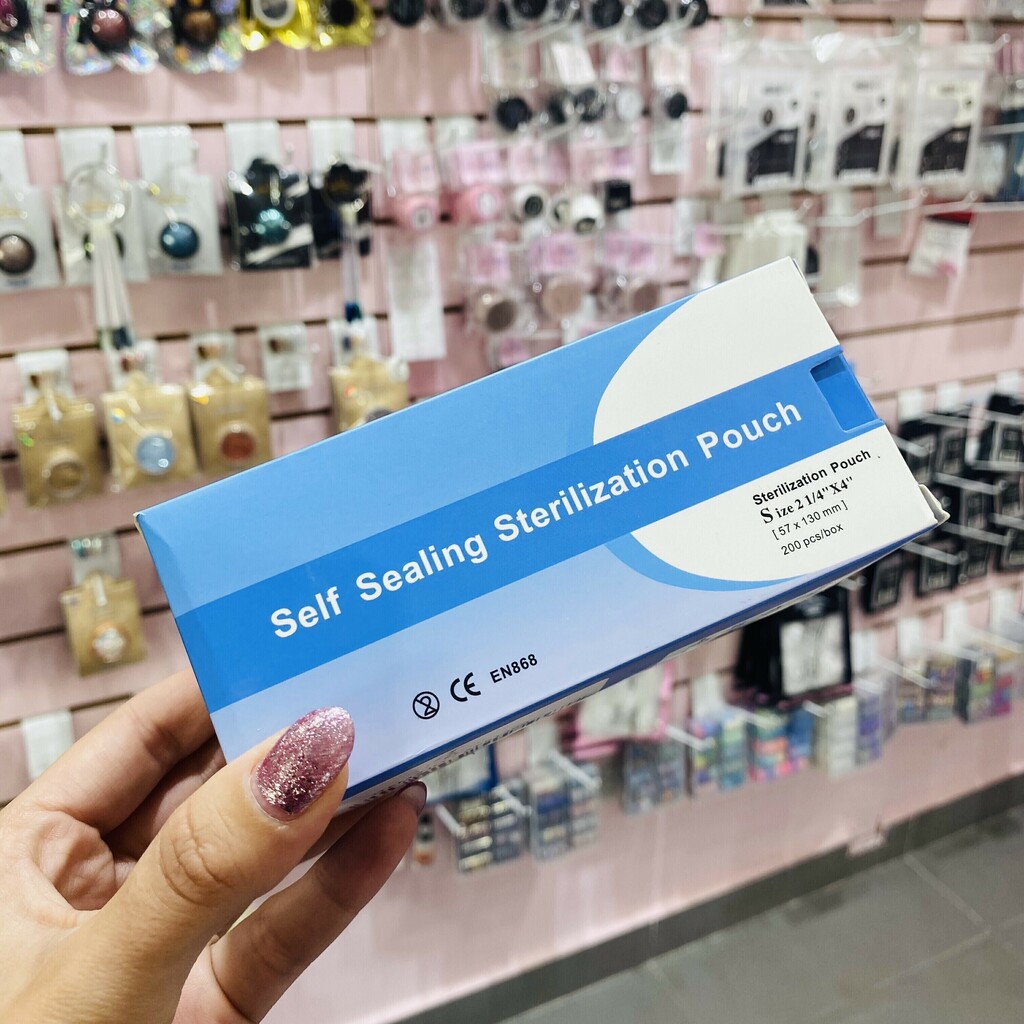 Self Sealing Sterilization Pouch
Sterilization Pouch
Size 2 1/4"X4"
[ 57 x 130 mm ]
200 pcs/box
CE EN868